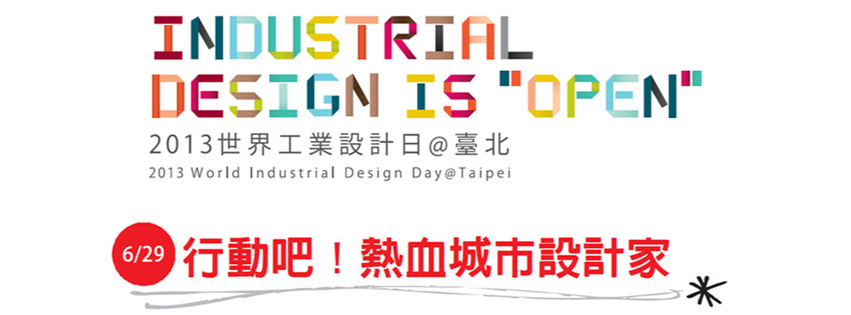 INDUSTRIAL
DESIGN IS "OPEN"
2013世界工業設計日@臺北
2013 World Industrial Design Day@Taipei
6/29 行動吧！熱血城市設計家